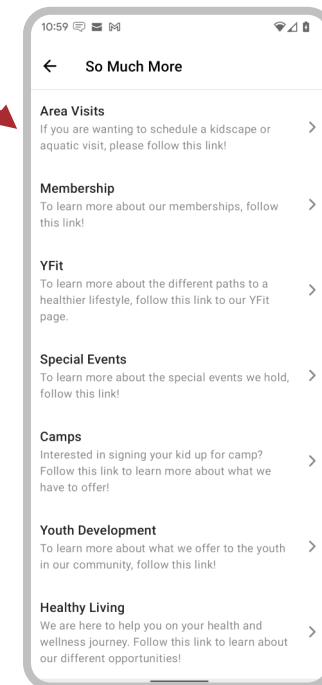 10:59
So Much More
Area Visits
If you are wanting to schedule a kidscape or
aquatic visit, please follow this link!
Membership
To learn more about our memberships, follow
this link!
YFit
To learn more about the different paths to a
healthier lifestyle, follow this link to our YFit
page.
Special Events
To learn more about the special events we hold,
follow this link!
Camps
Interested in signing your kid up for camp?
Follow this link to learn more about what we
have to offer!
Youth Development
To learn more about what we offer to the youth
in our community, follow this link!
Healthy Living
We are here to help you on your health and
wellness journey. Follow this link to learn about
our different opportunities!